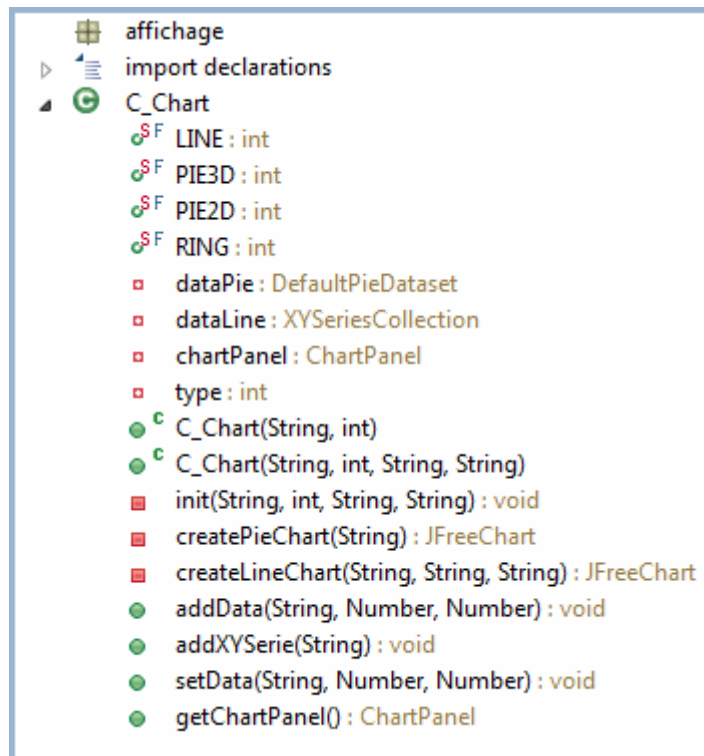 affichage
import declarations
C C_Chart
S F LINE : int
S F PIE3D : int
S F PIE2D : int
S F RING : int
dataPie : DefaultPieDataset
dataLine : XYSeriesCollection
chartPanel : ChartPanel
type : int
c C_Chart(String, int)
c C_Chart(String, int, String, String)
init(String, int, String, String) : void
createPieChart(String) : JFreeChart
createLineChart(String, String, String) : JFreeChart
addData(String, Number, Number) : void
addXYSerie(String) : void
setData(String, Number, Number) : void
getChartPanel() : ChartPanel